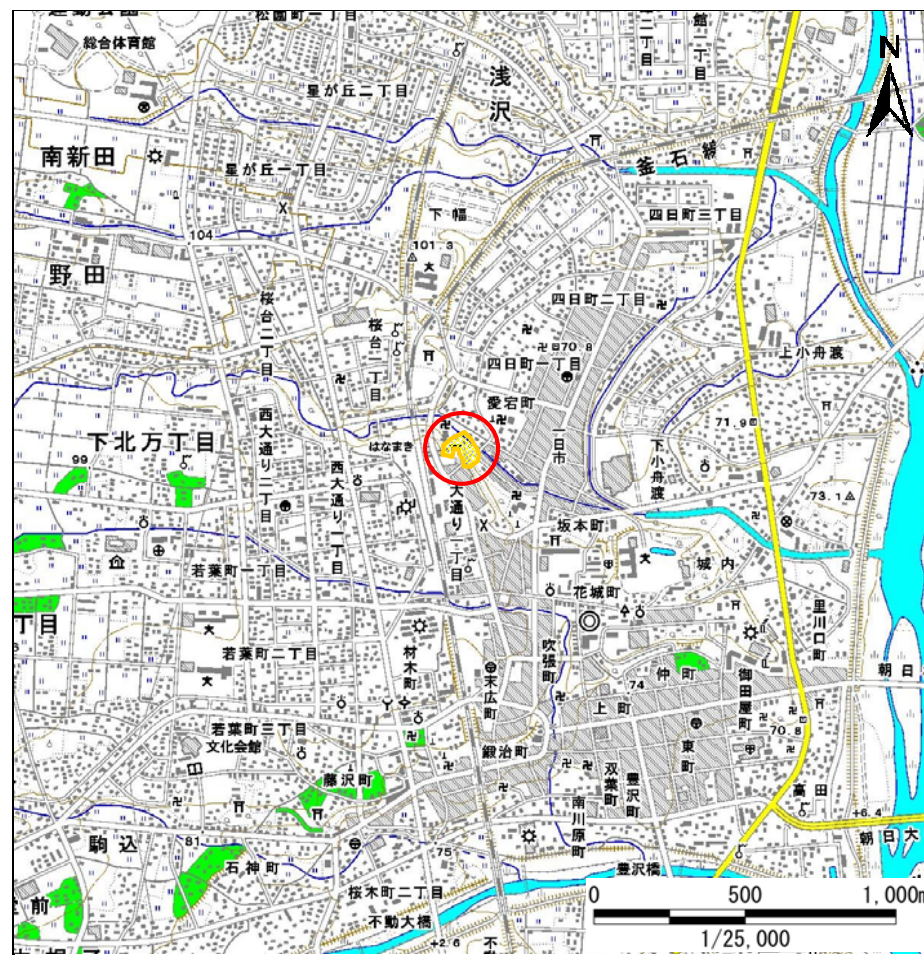 松園町一丁目
総合体育館
星が丘二丁目
浅沢
館二丁目
N
南新田
星が丘一丁目
釜石線
下幅
四日町三丁目
104
101.3
野田
桜台二丁目
四日町二丁目
桜台一丁目
70.8
四日町一丁目
上小舟渡
愛宕町
71.9
下北万丁目
西大通り二丁目
はなまき
一日市
下小舟渡
99
西大通り一丁目
大通り一丁目
73.1
坂本町
若葉町一丁目
城内
花城町
丁目
里川口町
若葉町二丁目
材木町
吹張町
朝日
末広町
74
仲町
上町
御田屋町
若葉町三丁目
文化会館
鍛治町
東町
70.8
藤沢町
双葉町
豊沢町
高田
+6.4
駒込
81
石神町
75
南川原町
朝日大
豊沢橋
桜木町二丁目
不動大橋
+2.6
0 500 1,000m
1/25,000